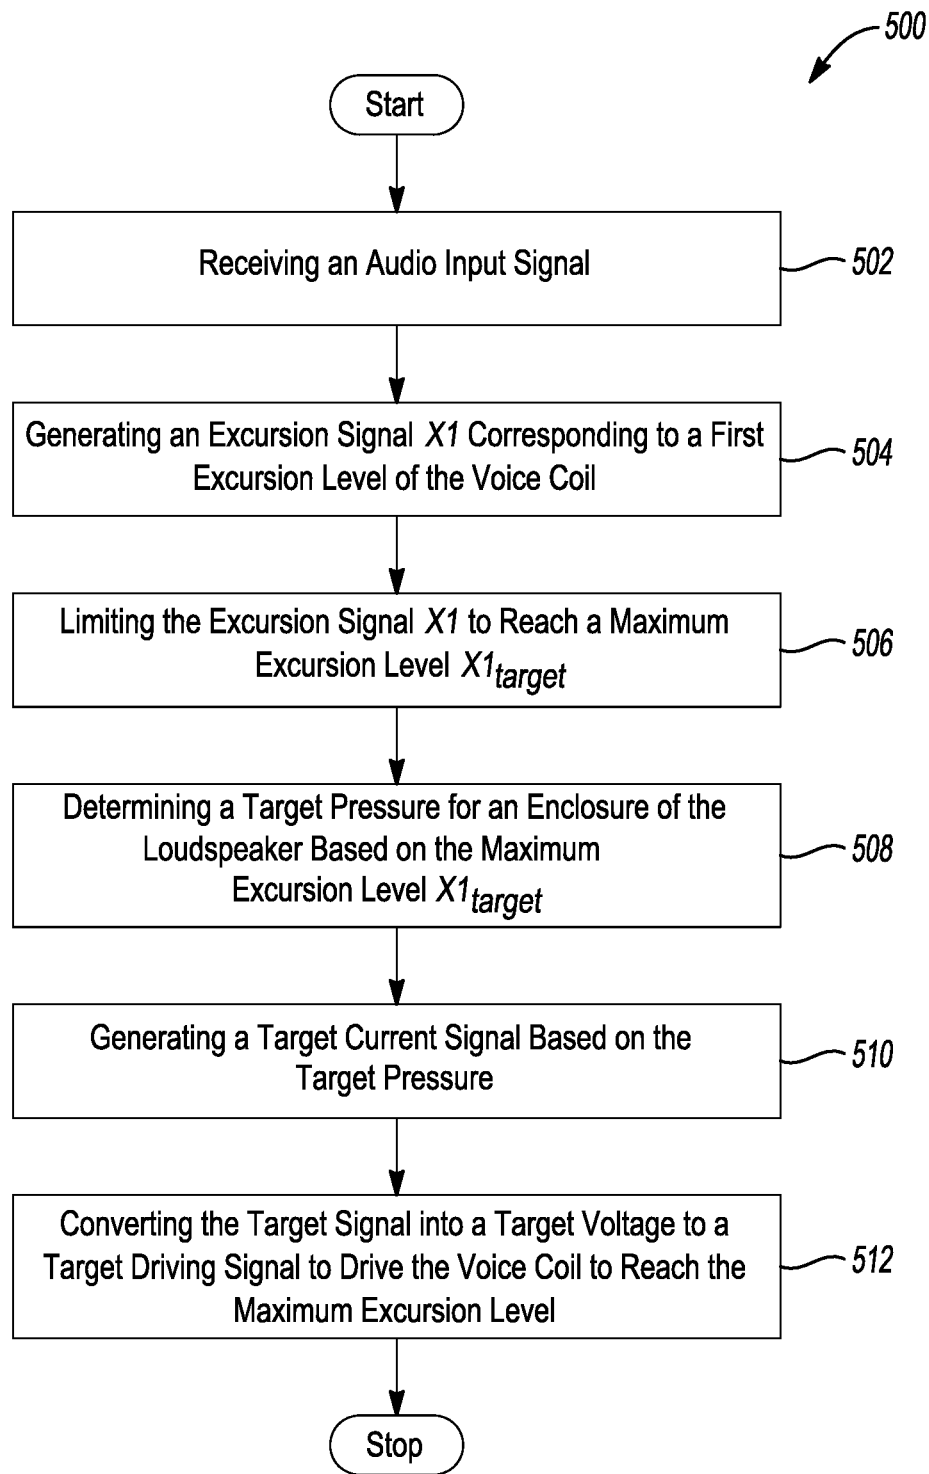 500
Start
Receiving an Audio Input Signal
502
Generating an Excursion Signal X1 Corresponding to a First
Excursion Level of the Voice Coil
504
Limiting the Excursion Signal X1 to Reach a Maximum
Excursion Level X1target
506
Determining a Target Pressure for an Enclosure of the
Loudspeaker Based on the Maximum
Excursion Level X1target
508
Generating a Target Current Signal Based on the
Target Pressure
510
Converting the Target Signal into a Target Voltage to a
Target Driving Signal to Drive the Voice Coil to Reach the
Maximum Excursion Level
512
Stop